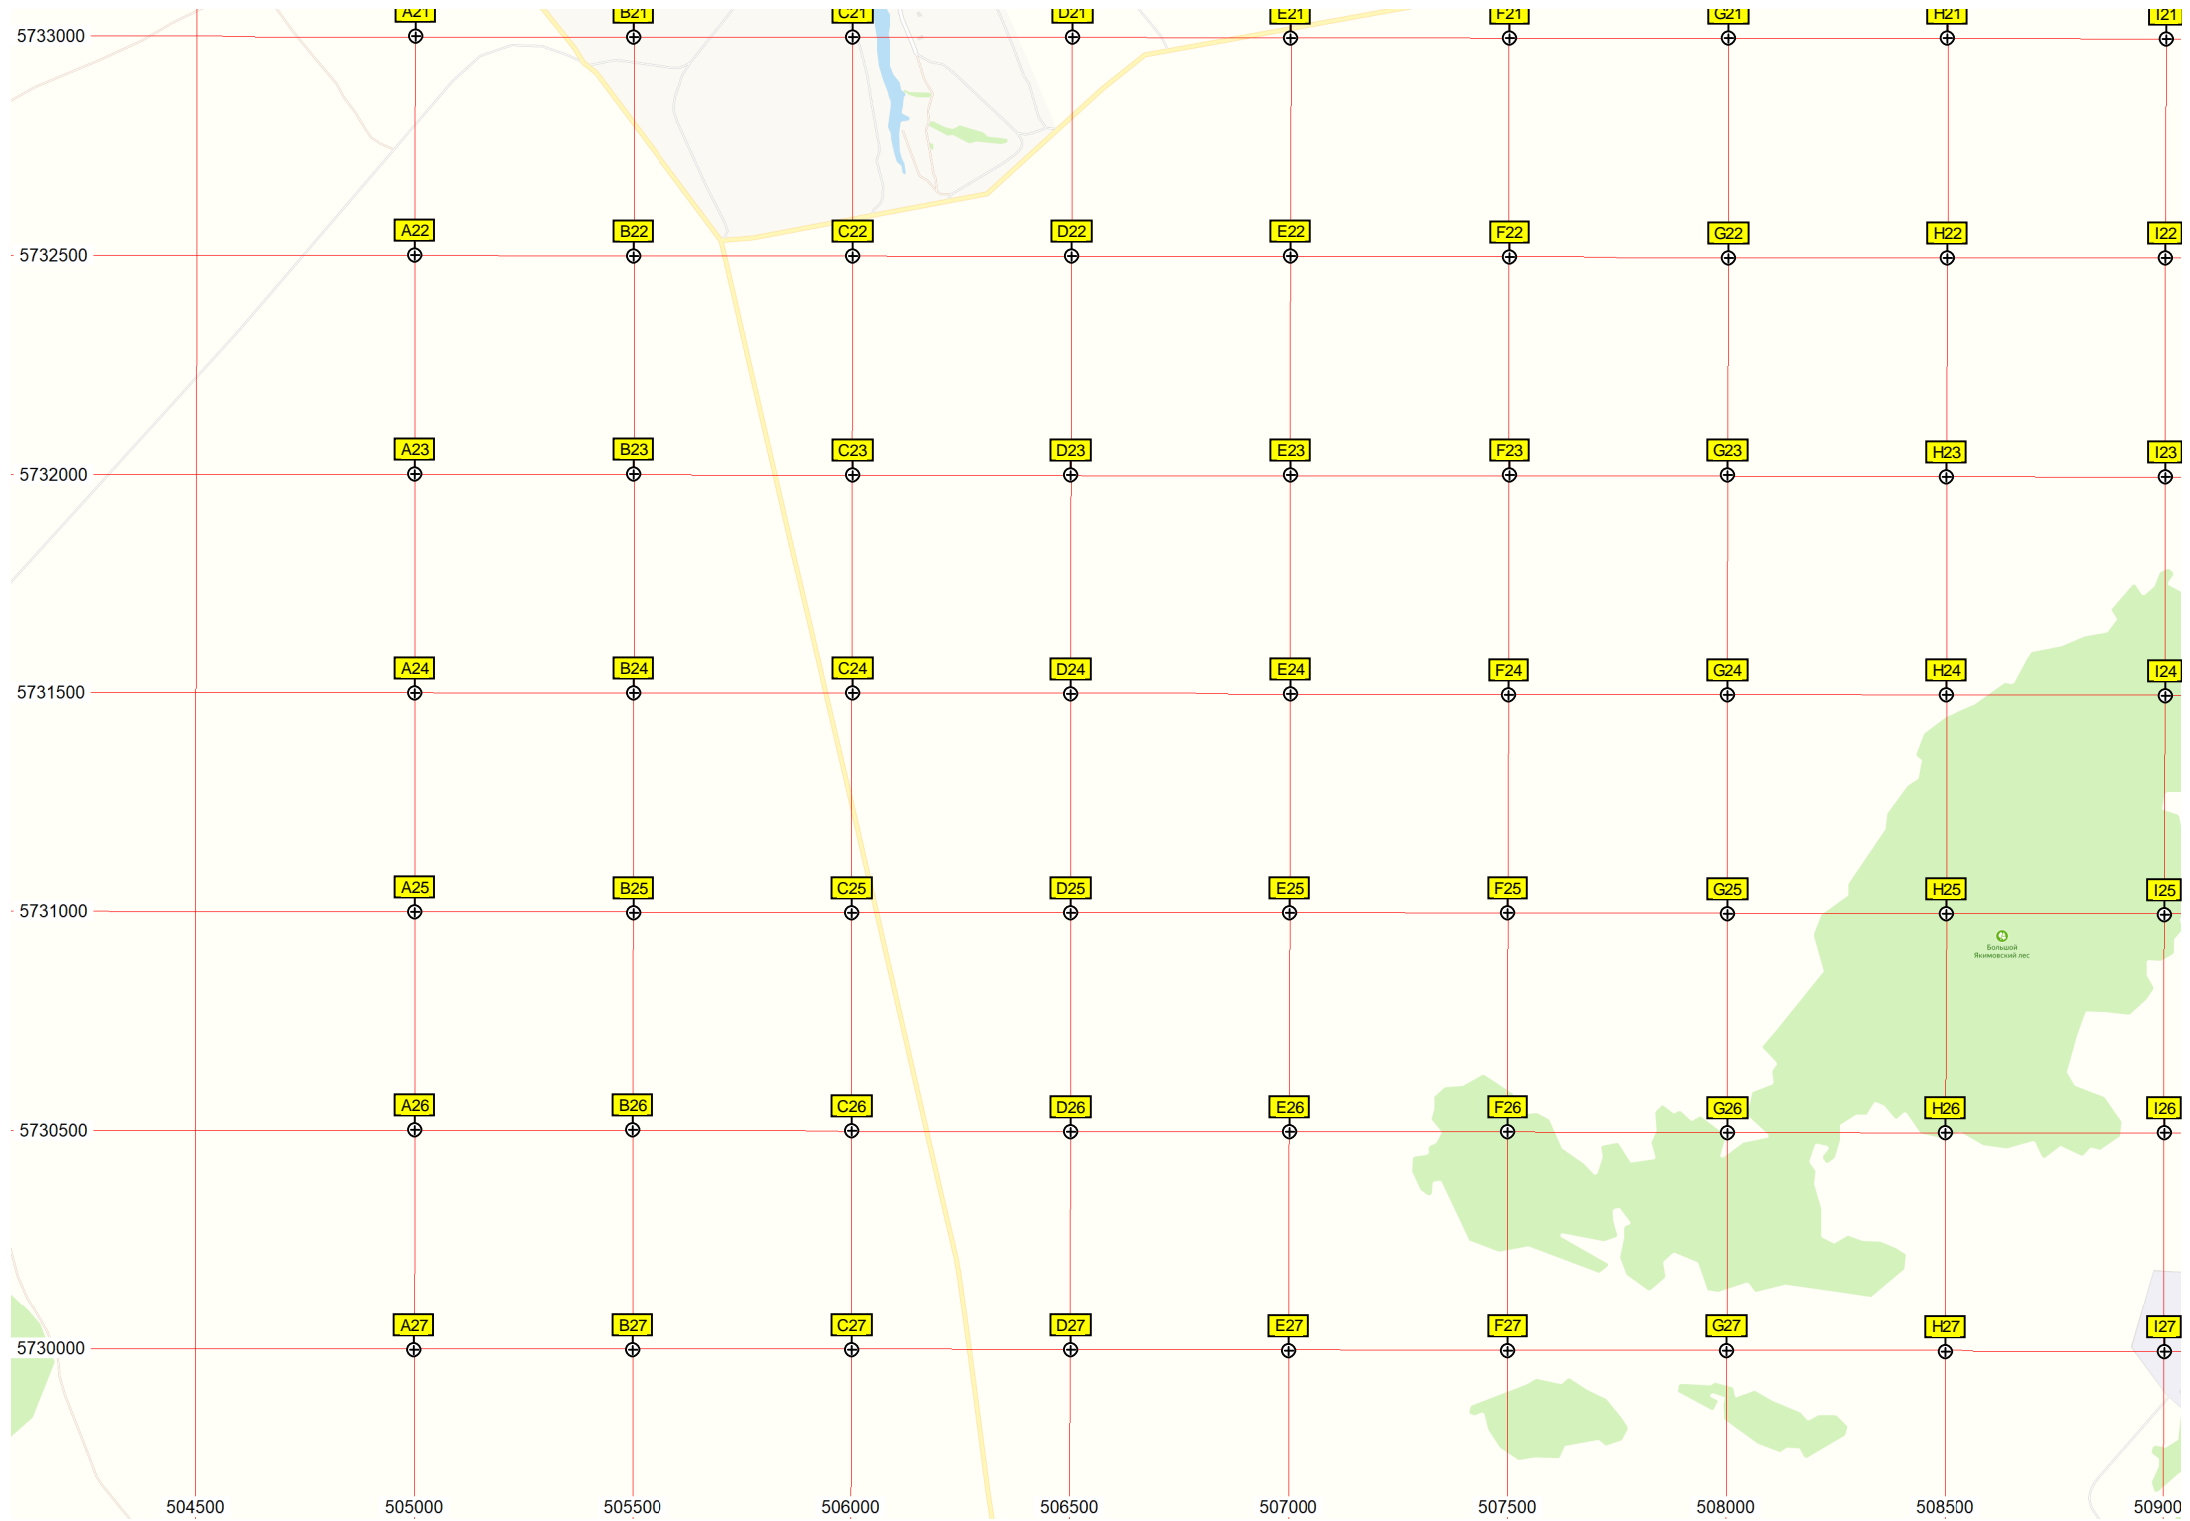 A21 B21 C21 D21 E21 F21 G21 H21 I21
5733000
A22 B22 C22 D22 E22 F22 G22 H22 I22
5732500
A23 B23 C23 D23 E23 F23 G23 H23 I23
5732000
A24 B24 C24 D24 E24 F24 G24 H24 I24
5731500
A25 B25 C25 D25 E25 F25 G25 H25 I25
5731000
Большой
Якимовский лес
A26 B26 C26 D26 E26 F26 G26 H26 I26
5730500
A27 B27 C27 D27 E27 F27 G27 H27 I27
5730000
504500 505000 505500 506000 506500 507000 507500 508000 508500 50900